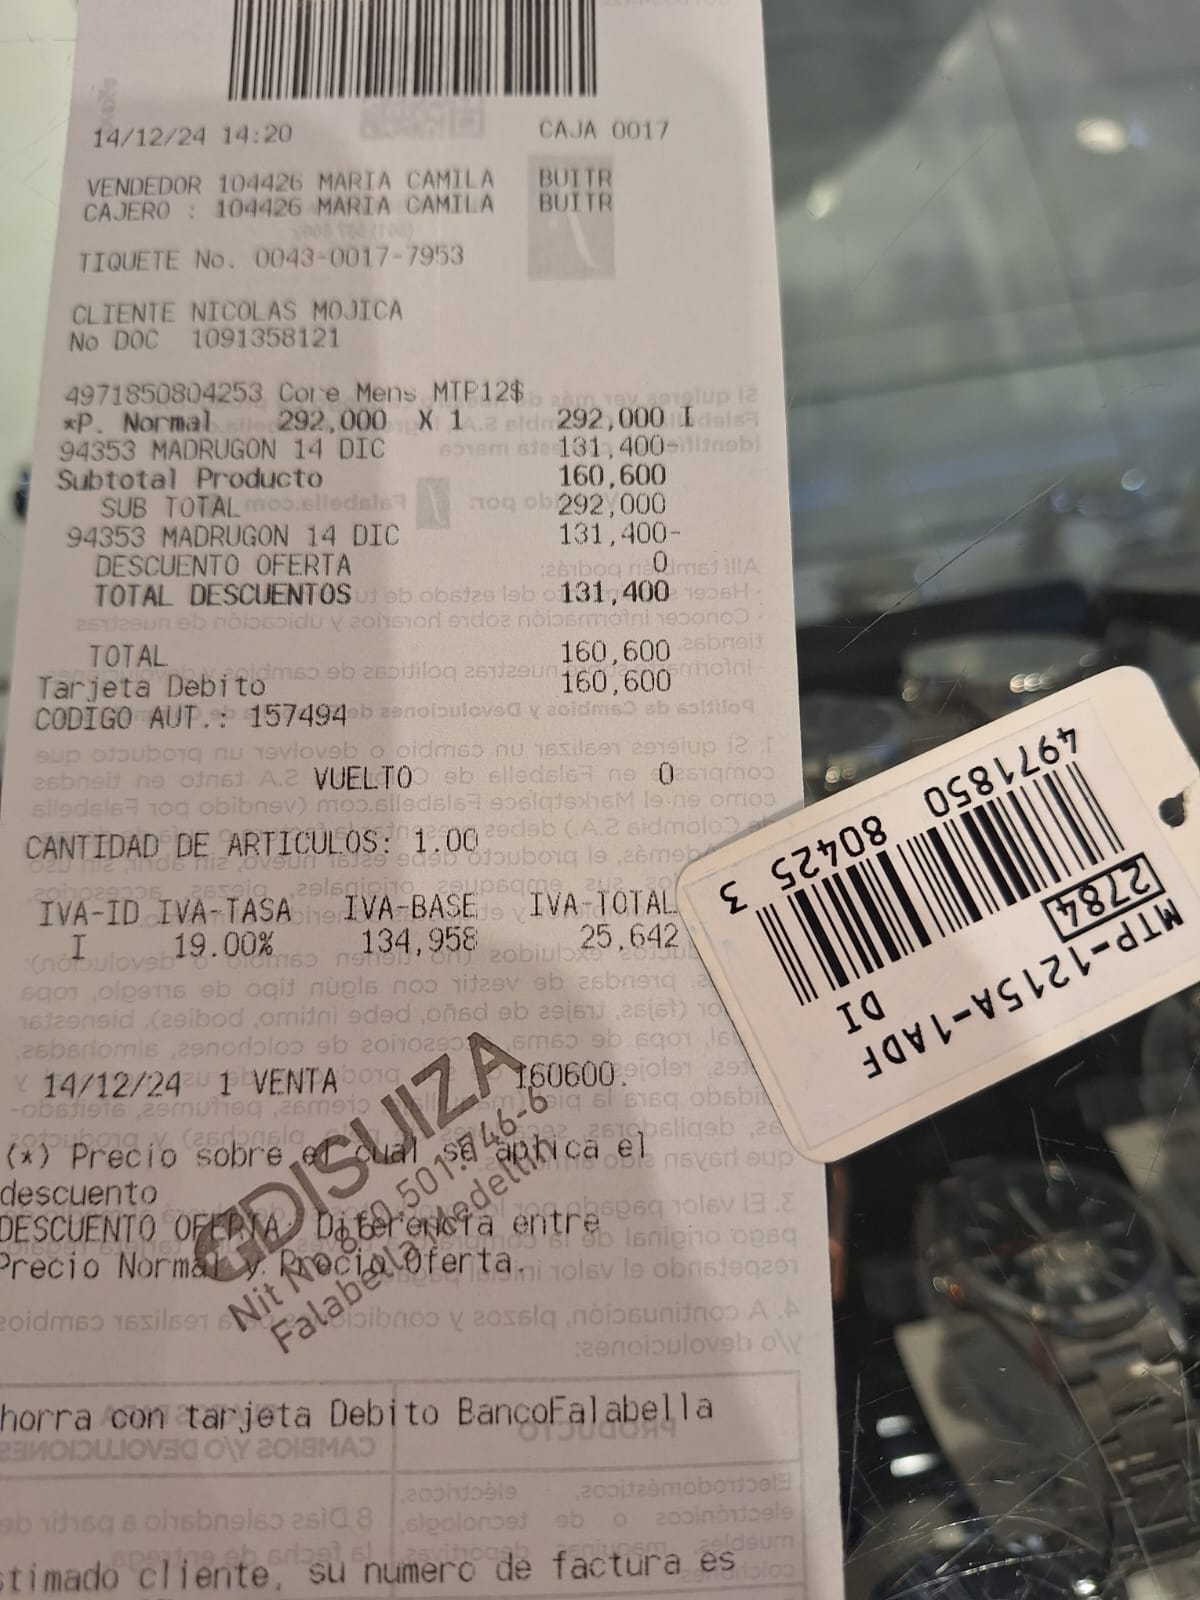 14/12/24 14:20 CAJA 0017
VENDEDOR 104426 MARIA CAMILA BUITR
CAJERO : 104426 MARIA CAMILA BUITR
TIQUETE No. 0043-0017-7953
CLIENTE NICOLAS MOJICA
No DOC 1091358121
4971850804253 Core Mens MTP12$
*P. Normal 292,000 X 1 292,000 I
94353 MADRUGON 14 DIC 131,400-
Subtotal Producto 160,600
SUB TOTAL 292,000
94353 MADRUGON 14 DIC 131,400-
DESCUENTO OFERTA 0
TOTAL DESCUENTOS 131,400
TOTAL 160,600
Tarjeta Debito 160,600
CODIGO AUT.: 157494
VUELTO 0
CANTIDAD DE ARTICULOS: 1.00
IVA-ID IVA-TASA IVA-BASE IVA-TOTAL
I 19.00% 134,958 25,642
14/12/24 1 VENTA 160600.
(*) Precio sobre el cual se aplica el
descuento
DESCUENTO OFERTA: Diferencia entre
Precio Normal y Precio Oferta.
DISUIZA
Nit No 860.501.746-6
Falabella Medellin
horra con tarjeta Debito BancoFalabella
stimado cliente, su numero de factura es
4971850 80425 3
2784
MTP-1215A-1ADF
DI